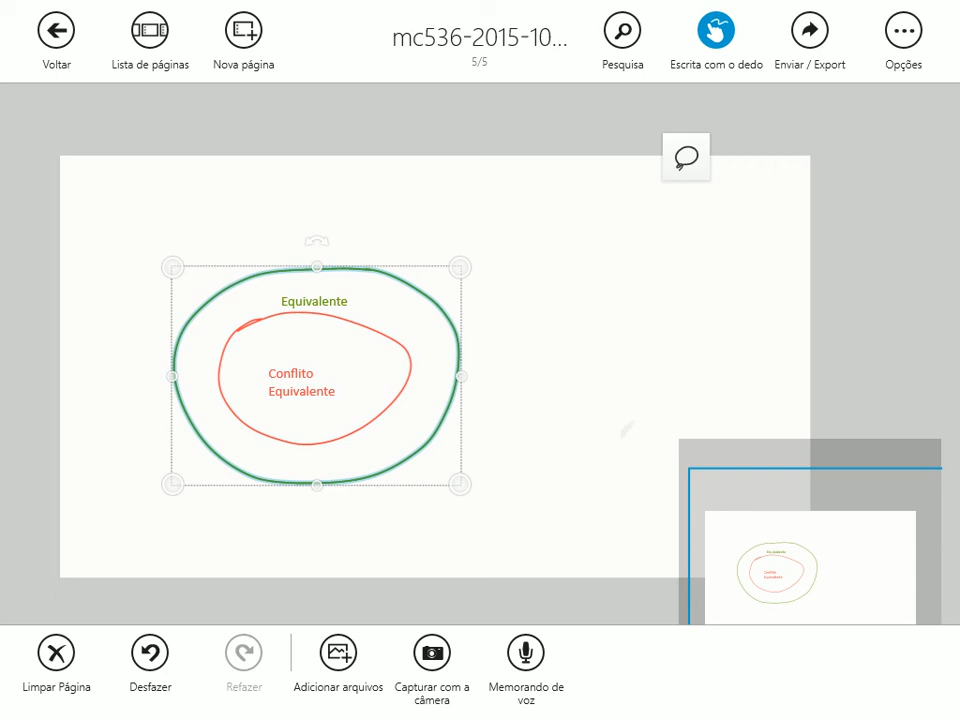 Voltar
Lista de páginas
Nova página
mc536-2015-10...
5/5
Pesquisa
Escrita com o dedo
Enviar / Export
Opções
Equivalente
Conflito
Equivalente
Limpar Página
Desfazer
Refazer
Adicionar arquivos
Capturar com a
câmera
Memorando de
voz